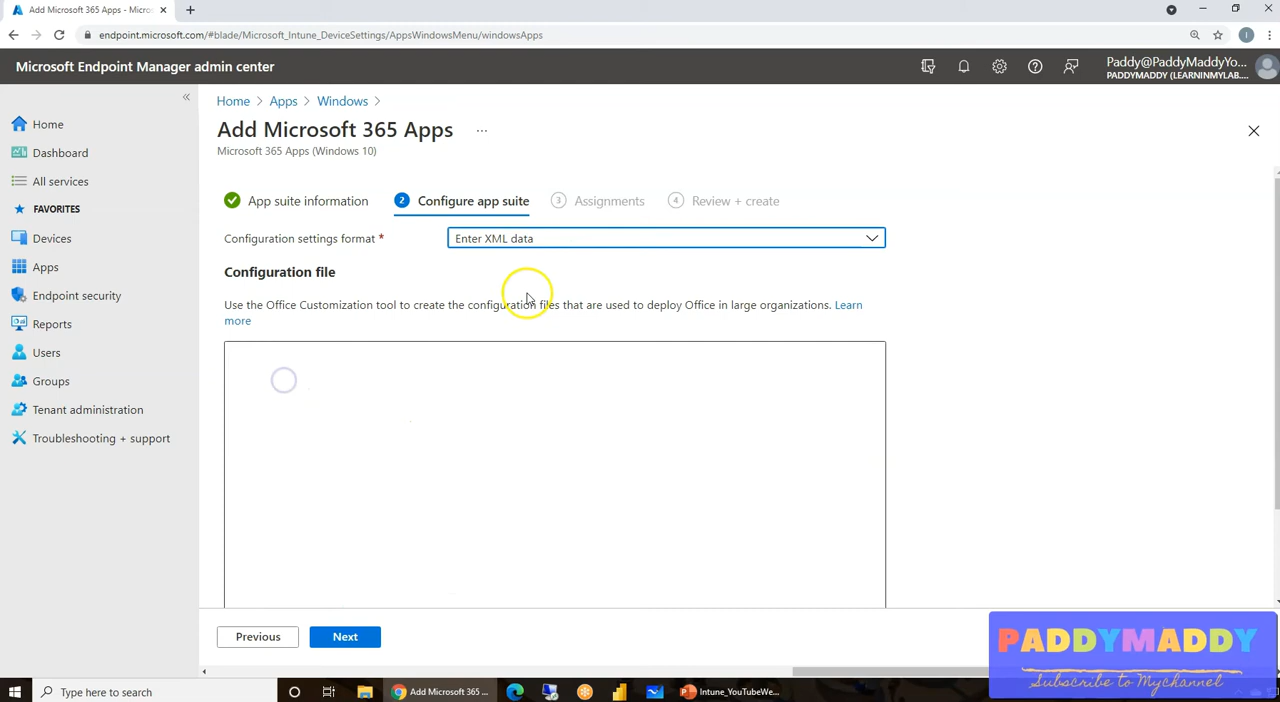 Add Microsoft 365 Apps - Micros
endpoint.microsoft.com/#blade/Microsoft_Intune_DeviceSettings/AppsWindowsMenu/windowsApps
I
Microsoft Endpoint Manager admin center
Paddy@PaddyMaddyYo...
PADDYMADDY (LEARNINMYLAB....
Home
Dashboard
All services
FAVORITES
Devices
Apps
Endpoint security
Reports
Users
Groups
Tenant administration
Troubleshooting + support
Home > Apps > Windows >
Add Microsoft 365 Apps ...
Microsoft 365 Apps (Windows 10)
App suite information
2 Configure app suite
3 Assignments
4 Review + create
Configuration settings format *
Enter XML data
Configuration file
Use the Office Customization tool to create the configuration files that are used to deploy Office in large organizations. Learn
more
Previous
Next
PADDYMADDY
Subscribe to Mychannel
Type here to search
Add Microsoft 365 ...
Intune_YouTubeWe...